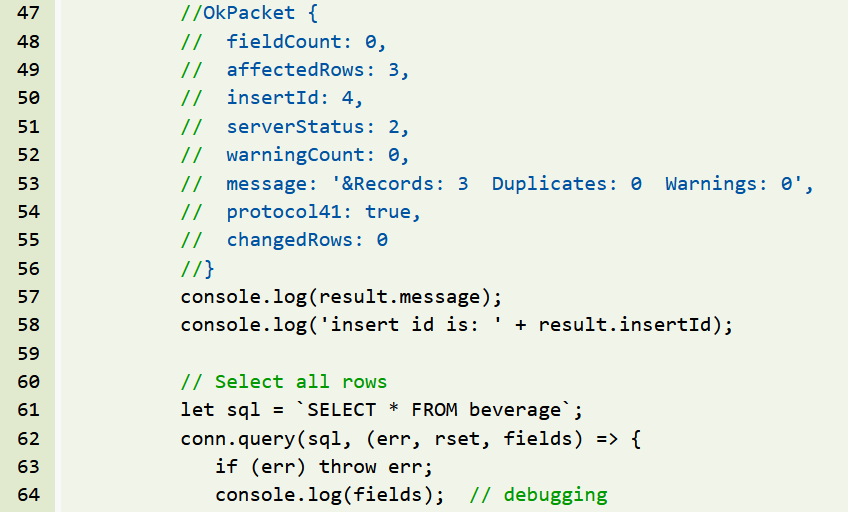 47 //OkPacket {
48 //  fieldCount: 0,
49 //  affectedRows: 3,
50 //  insertId: 4,
51 //  serverStatus: 2,
52 //  warningCount: 0,
53 //  message: '&Records: 3  Duplicates: 0  Warnings: 0',
54 //  protocol41: true,
55 //  changedRows: 0
56 //}
57 console.log(result.message);
58 console.log('insert id is: ' + result.insertId);
59
60 // Select all rows
61 let sql = `SELECT * FROM beverage`;
62 conn.query(sql, (err, rset, fields) => {
63    if (err) throw err;
64    console.log(fields);  // debugging